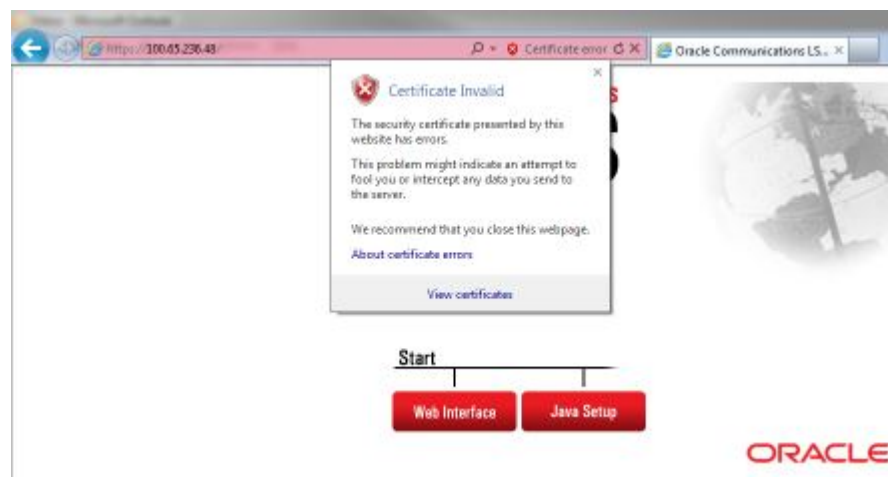 https://100.65.236.48/
Certificate error
Oracle Communications LS...
Certificate Invalid
The security certificate presented by this
website has errors.
This problem might indicate an attempt to
fool you or intercept any data you send to
the server.
We recommend that you close this webpage.
About certificate errors
View certificates
S
Start
Web Interface
Java Setup
ORACLE